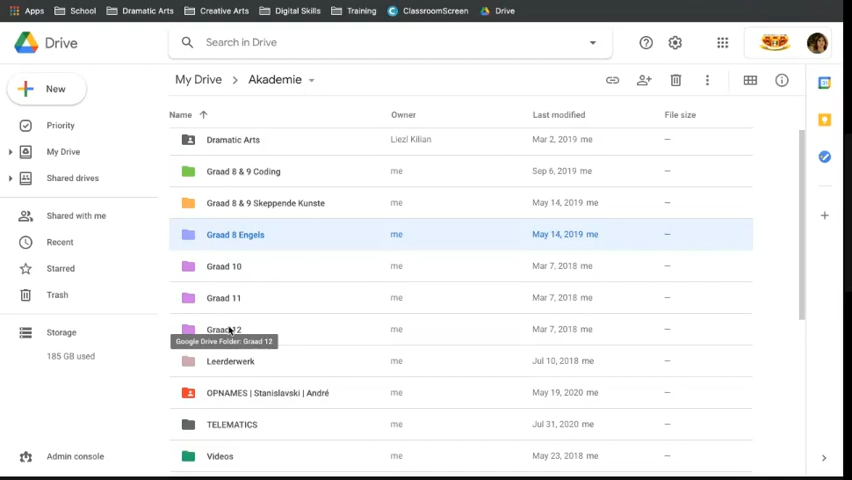 Apps School Dramatic Arts Creative Arts Digital Skills Training ClassroomScreen Drive
Drive
Search in Drive
New
Priority
My Drive
Shared drives
Shared with me
Recent
Starred
Trash
Storage
185 GB used
Admin console
My Drive > Akademie
Name Owner Last modified File size
Dramatic Arts Liezl Kilian Mar 2, 2019 me —
Graad 8 & 9 Coding me Sep 6, 2019 me —
Graad 8 & 9 Skeppende Kunste me May 14, 2019 me —
Graad 8 Engels me May 14, 2019 me —
Graad 10 me Mar 7, 2018 me —
Graad 11 me Mar 7, 2018 me —
Graad 12 me Mar 7, 2018 me —
Google Drive Folder: Graad 12
Leerderwerk me Jul 10, 2018 me —
OPNAMES | Stanislavski | André me May 19, 2020 me —
TELEMATICS me Jul 31, 2020 me —
Videos me May 23, 2018 me —